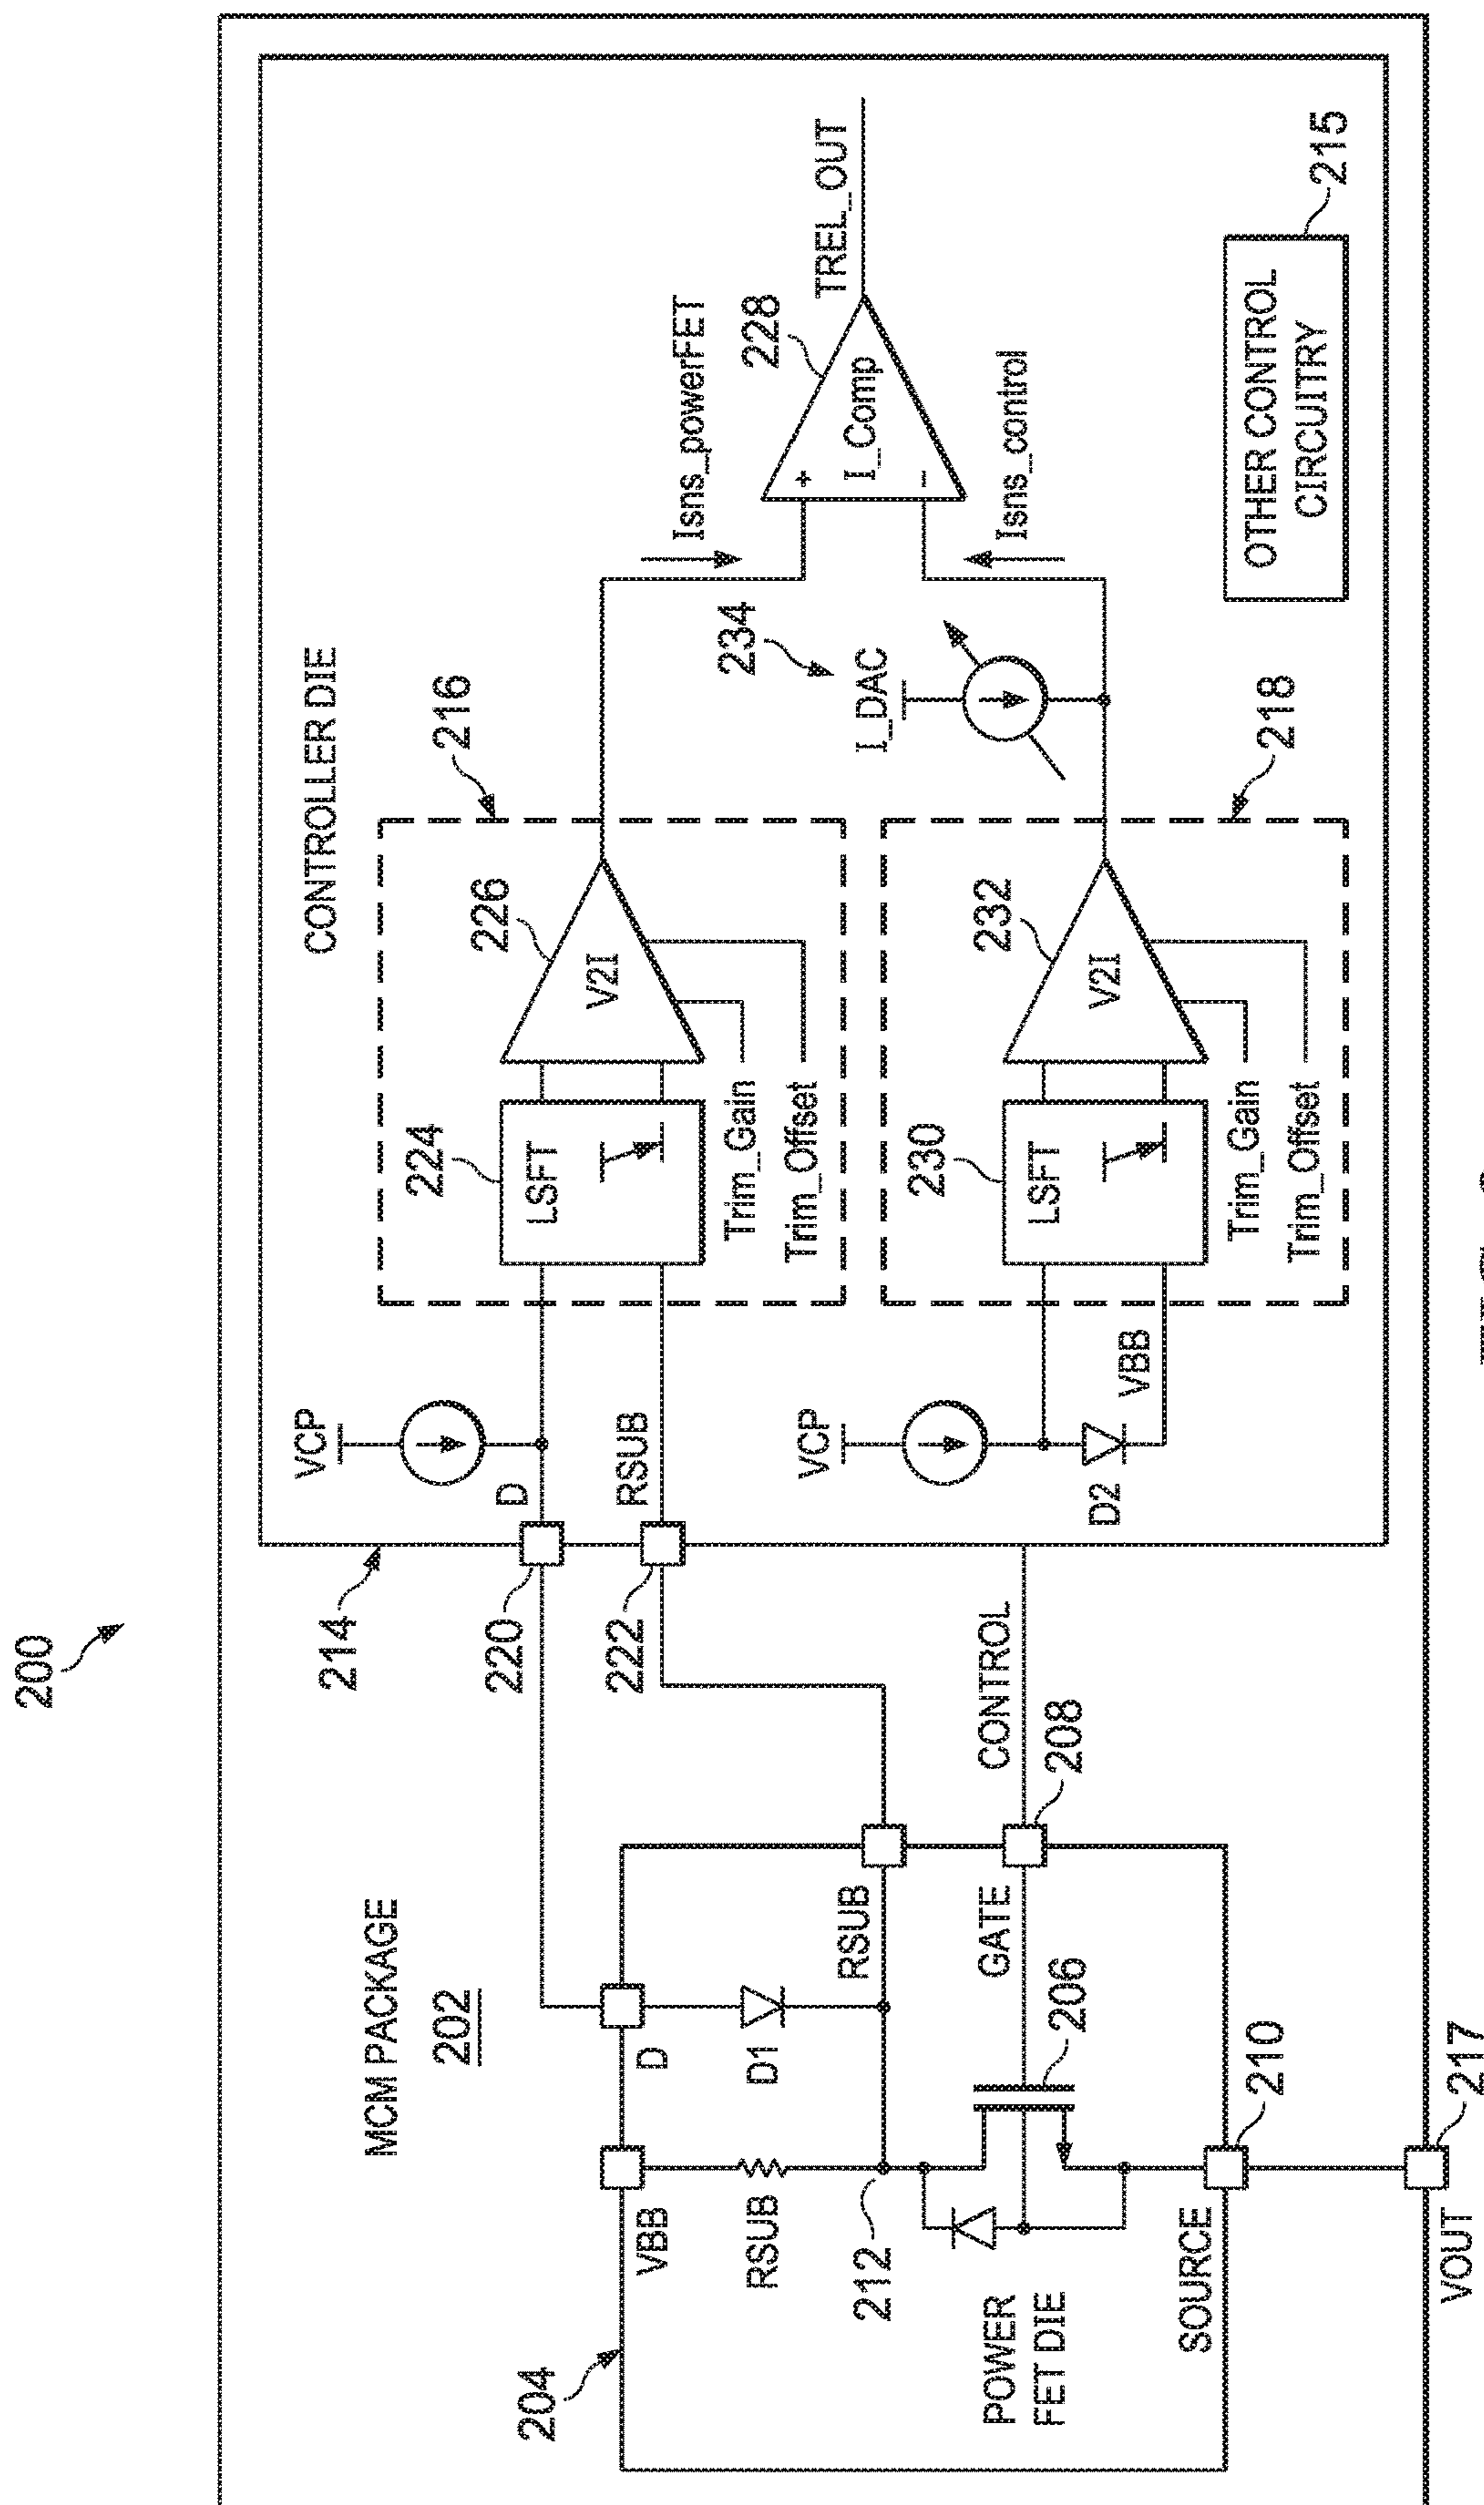 200
MCM PACKAGE
202
204
VBB
D
RSUB
D1
212
RSUB
POWER
FET DIE
206
GATE
208
CONTROL
SOURCE
210
217
VOUT
CONTROLLER DIE
214
220
222
VCP
D
RSUB
216
224
LSFT
226
V2I
Trim_Gain
Trim_Offset
VCP
D2
VBB
218
230
LSFT
232
V2I
Trim_Gain
Trim_Offset
234
I_DAC
Isns_powerFET
228
+
I_Comp
−
Isns_control
TREL_OUT
OTHER CONTROL
CIRCUITRY
215